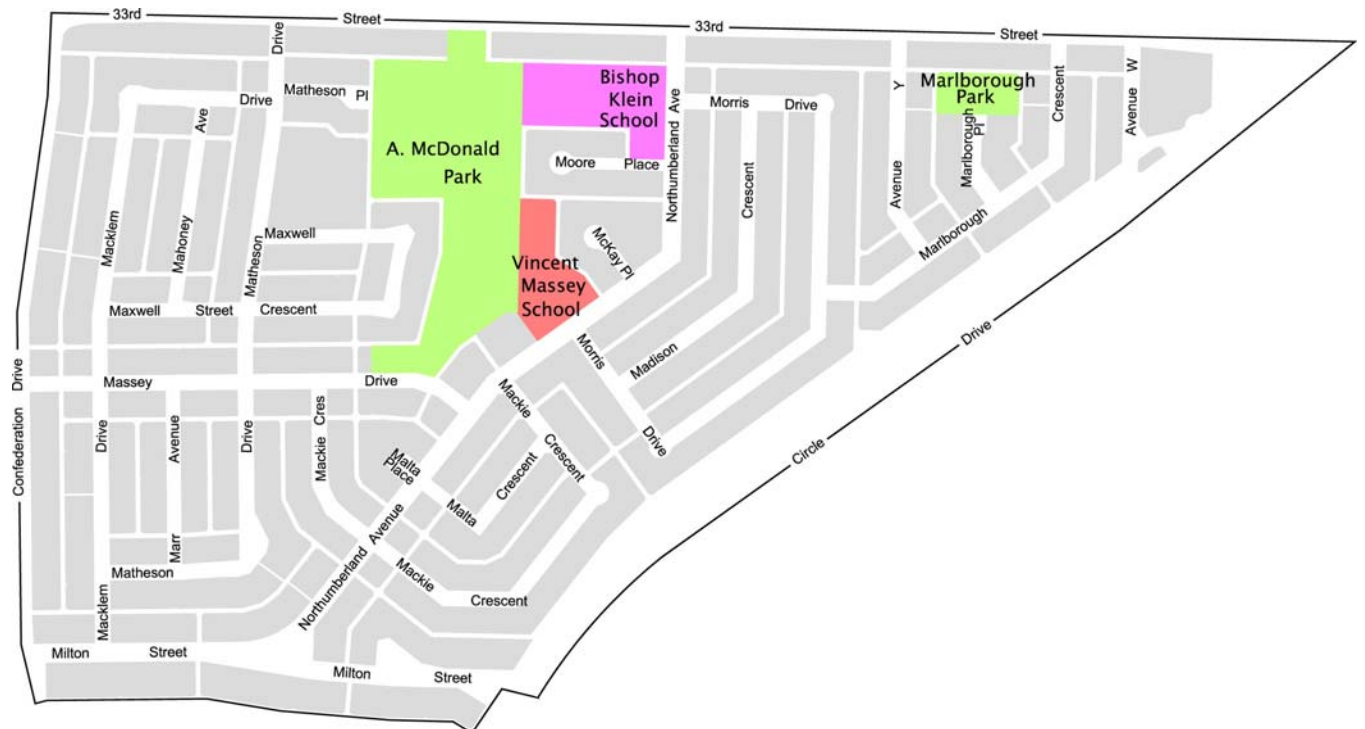 33rd Street 33rd Street
Drive
Matheson Pl
Drive
Ave
Macklem
Mahoney
Matheson
Maxwell
Maxwell Street Crescent
A. McDonald
Park
Bishop
Klein
School
Moore Place
Northumberland Ave
McKay Pl
Vincent
Massey
School
Morris Drive
Crescent
Madison
Morris
Drive
Y
Avenue
Marlborough
Park
Marlborough
Pl
Crescent
Marlborough
Avenue W
Circle Drive
Confederation Drive
Massey Drive
Drive
Avenue
Marr
Drive
Mackie Cres
Malta
Place
Mackie Crescent
Malta Crescent
Northumberland Avenue
Mackie Crescent
Matheson
Macklem
Milton Street
Milton Street